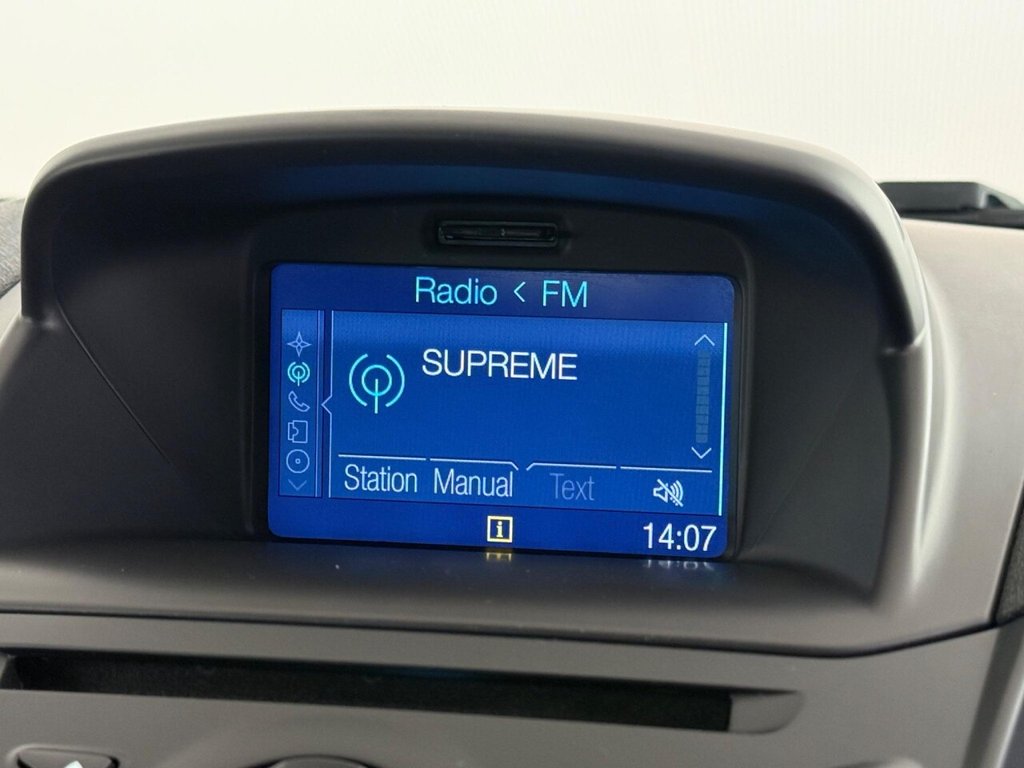 Radio < FM
SUPREME
Station Manual Text
i 14:07